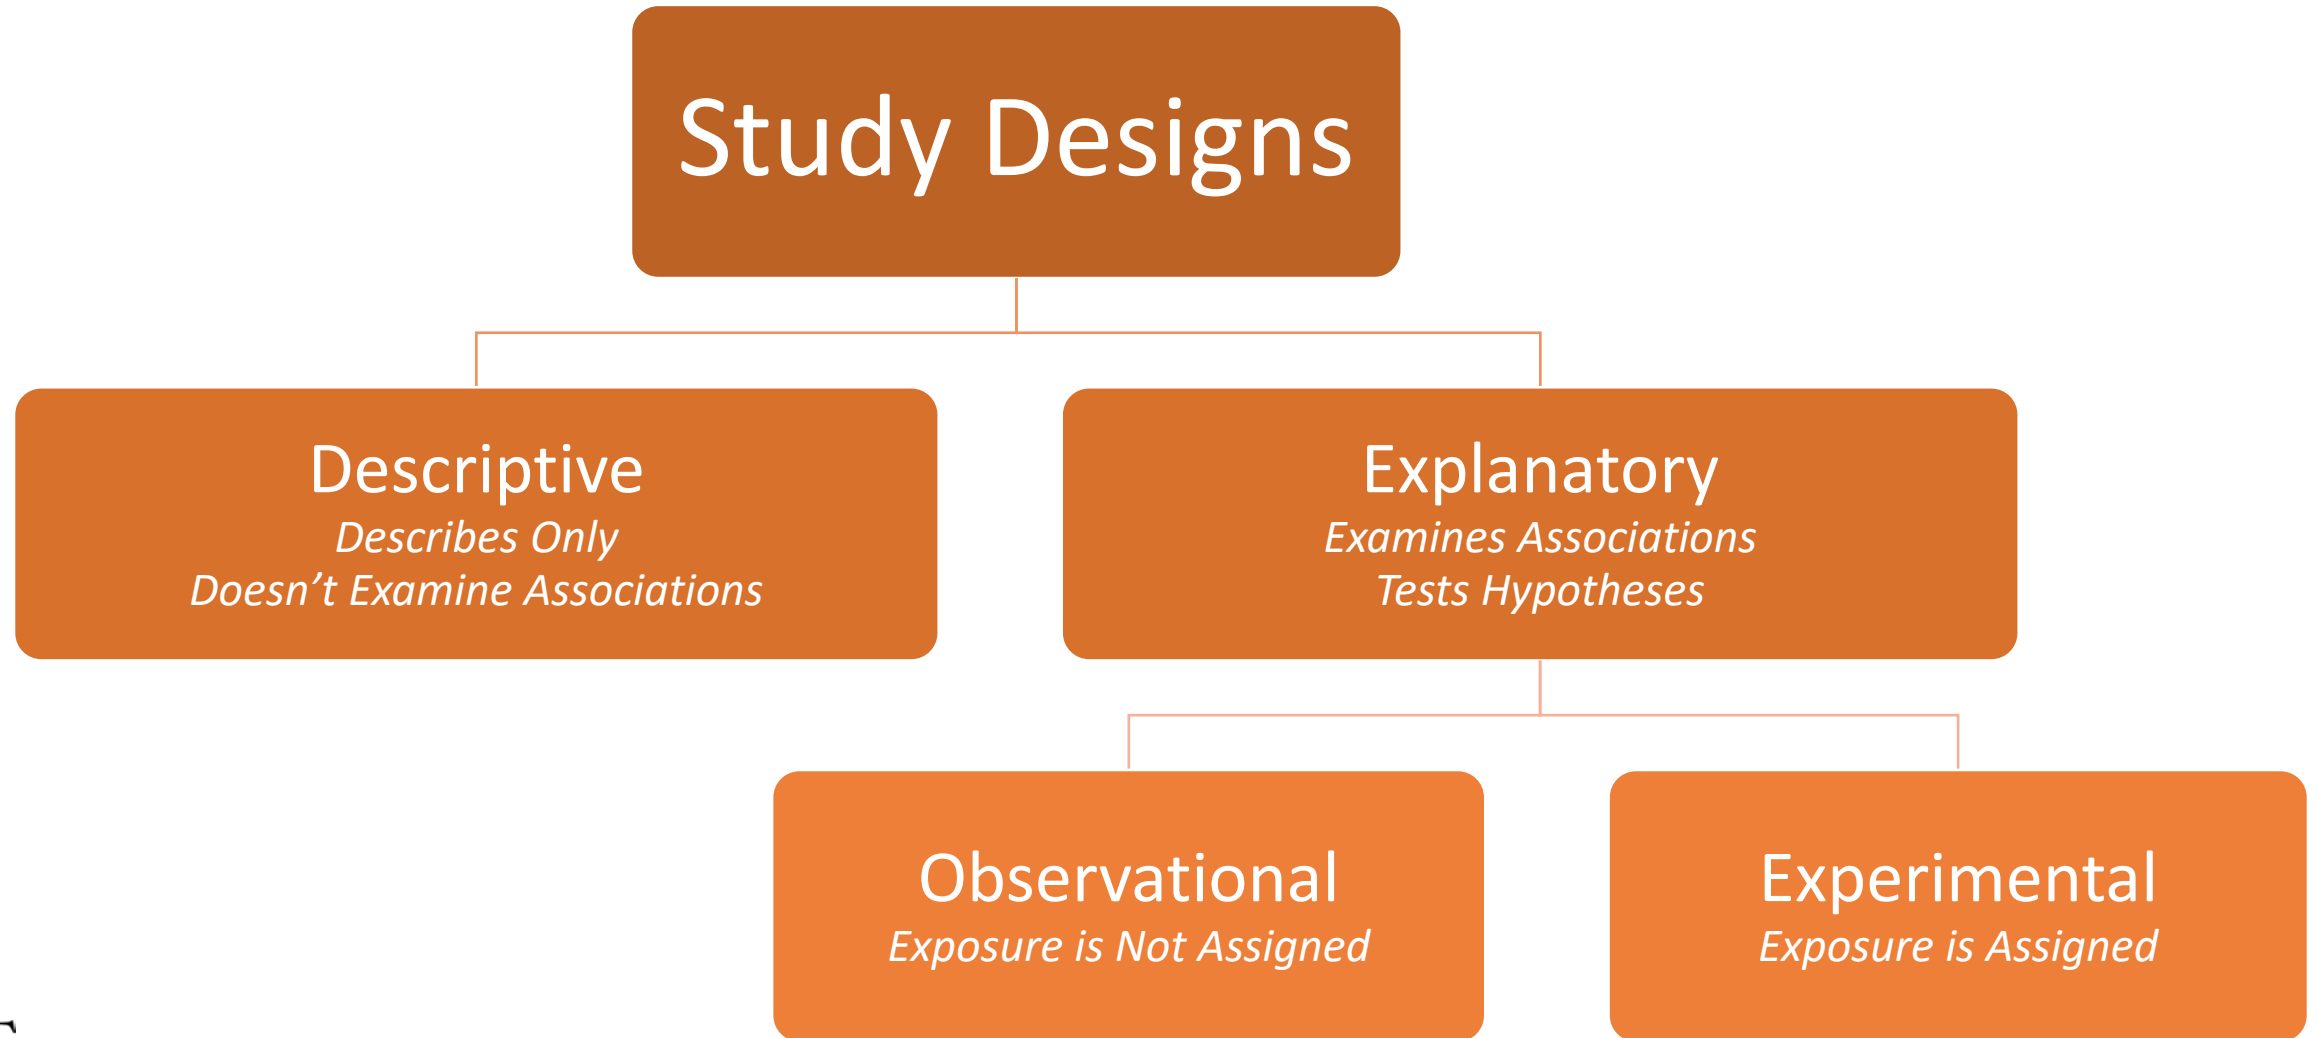 Study Designs
Descriptive
Describes Only
Doesn’t Examine Associations
Explanatory
Examines Associations
Tests Hypotheses
Observational
Exposure is Not Assigned
Experimental
Exposure is Assigned